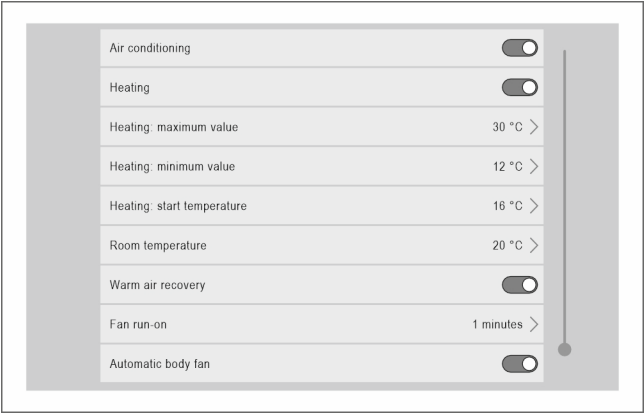 Air conditioning
Heating
Heating: maximum value 30 °C
Heating: minimum value 12 °C
Heating: start temperature 16 °C
Room temperature 20 °C
Warm air recovery
Fan run-on 1 minutes
Automatic body fan